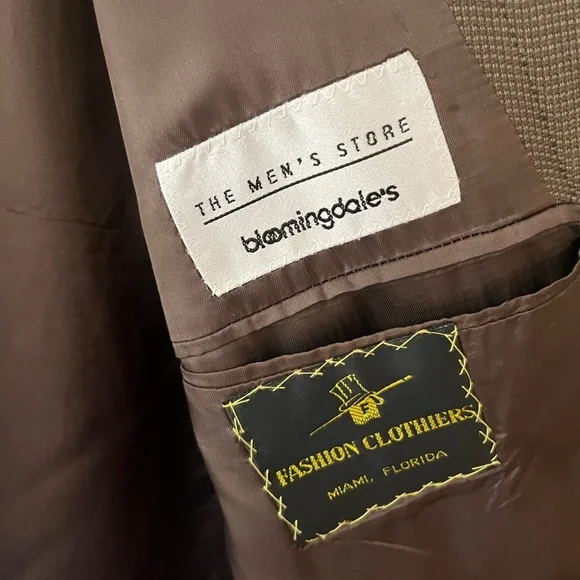 THE MEN'S STORE
bloomingdale's
F
FASHION CLOTHIERS
MIAMI, FLORIDA